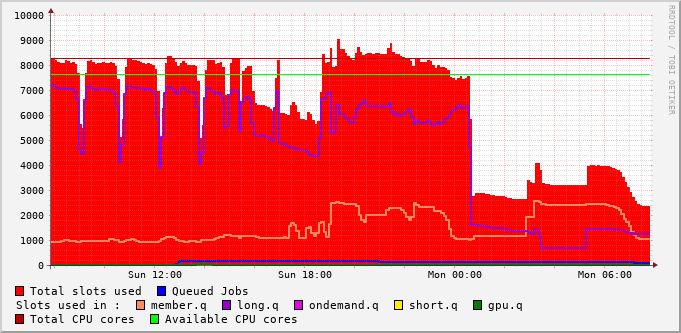 10000
9000
8000
7000
6000
5000
4000
3000
2000
1000
0
Sun 12:00 Sun 18:00 Mon 00:00 Mon 06:00
RRDTOOL / TOBI OETIKER
Total slots used Queued Jobs
Slots used in : member.q long.q ondemand.q short.q gpu.q
Total CPU cores Available CPU cores